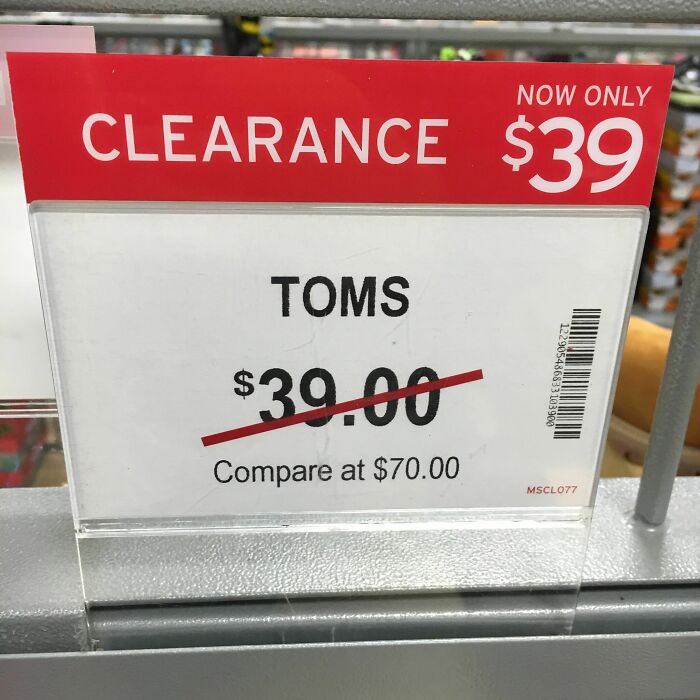 NOW ONLY
CLEARANCE $39
TOMS
$39.00
Compare at $70.00
MSCL077